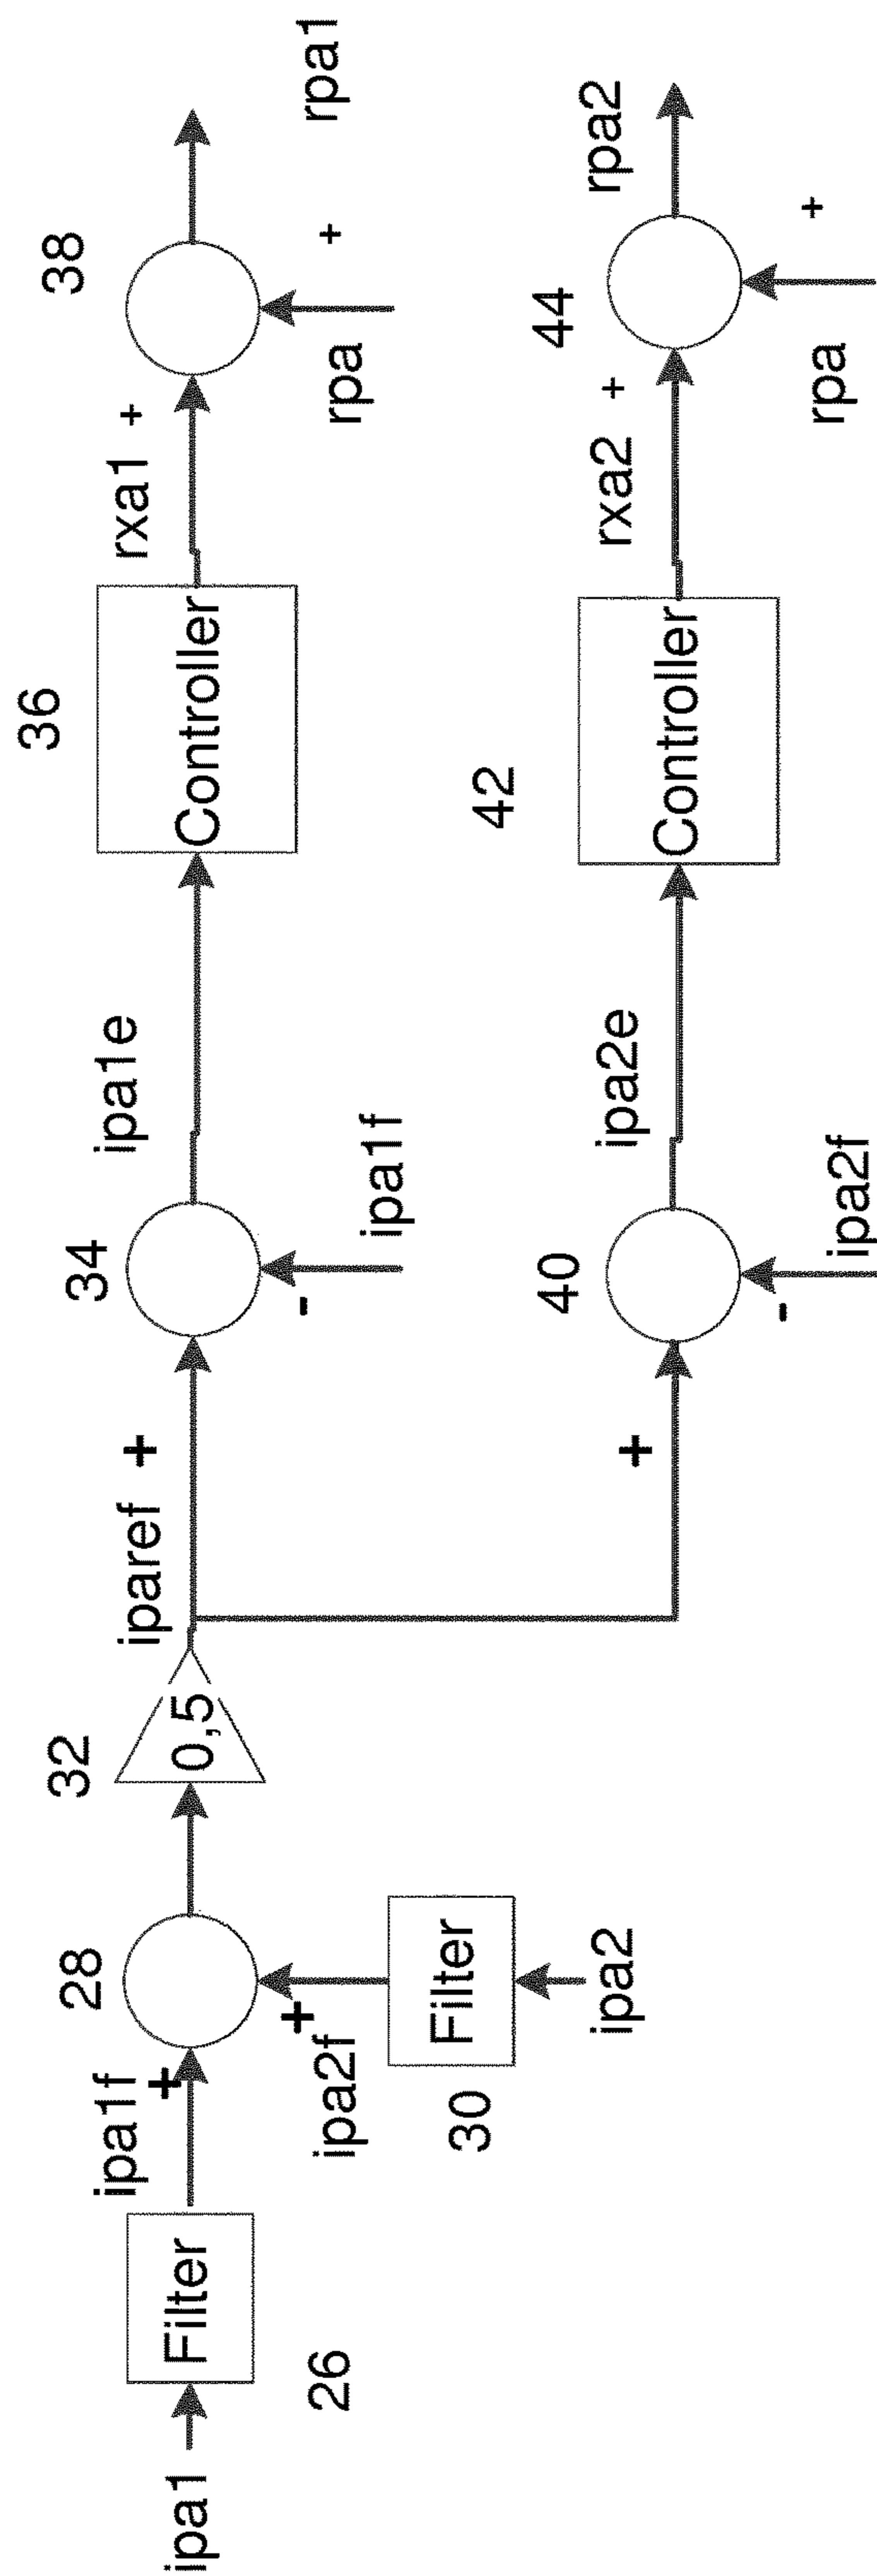 ipa1
Filter
26
ipa1f
+
28
+
ipa2f
Filter
30
ipa2
32
0,5
iparef
+
34
-
ipa1f
ipa1e
36
Controller
rxa1
+
38
+
rpa
rpa1
+
40
-
ipa2f
ipa2e
42
Controller
rxa2
+
44
+
rpa
rpa2